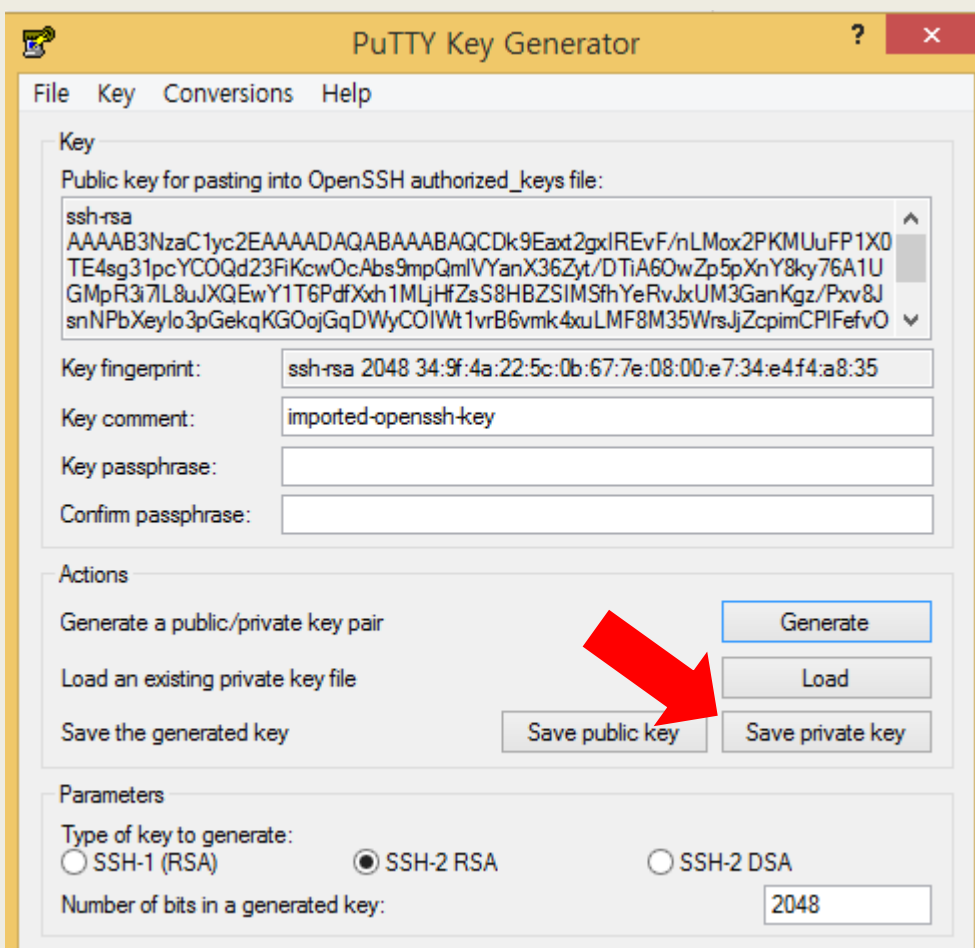 PuTTY Key Generator
?
×
File Key Conversions Help
Key
Public key for pasting into OpenSSH authorized_keys file:
ssh-rsa
AAAAB3NzaC1yc2EAAAADAQABAAABAQCDk9Eaxt2gxIREvF/nLMox2PKMUuFP1X0
TE4sg31pcYCOQd23FiKcwOcAbs9mpQmIVYanX36Zyt/DTiA6OwZp5pXnY8ky76A1U
GMpR3i7lL8uJXQEwY1T6PdfXxh1MLjHfZsS8HBZSIMSfhYeRvJxUM3GanKgz/Pxv8J
snNPbXeylo3pGekqKGOojGqDWyCOIWt1vrB6vmk4xuLMF8M35WrsJjZcpimCPIFefvO
Key fingerprint: ssh-rsa 2048 34:9f:4a:22:5c:0b:67:7e:08:00:e7:34:e4:f4:a8:35
Key comment: imported-openssh-key
Key passphrase:
Confirm passphrase:
Actions
Generate a public/private key pair Generate
Load an existing private key file Load
Save the generated key Save public key Save private key
Parameters
Type of key to generate:
SSH-1 (RSA) SSH-2 RSA SSH-2 DSA
Number of bits in a generated key: 2048